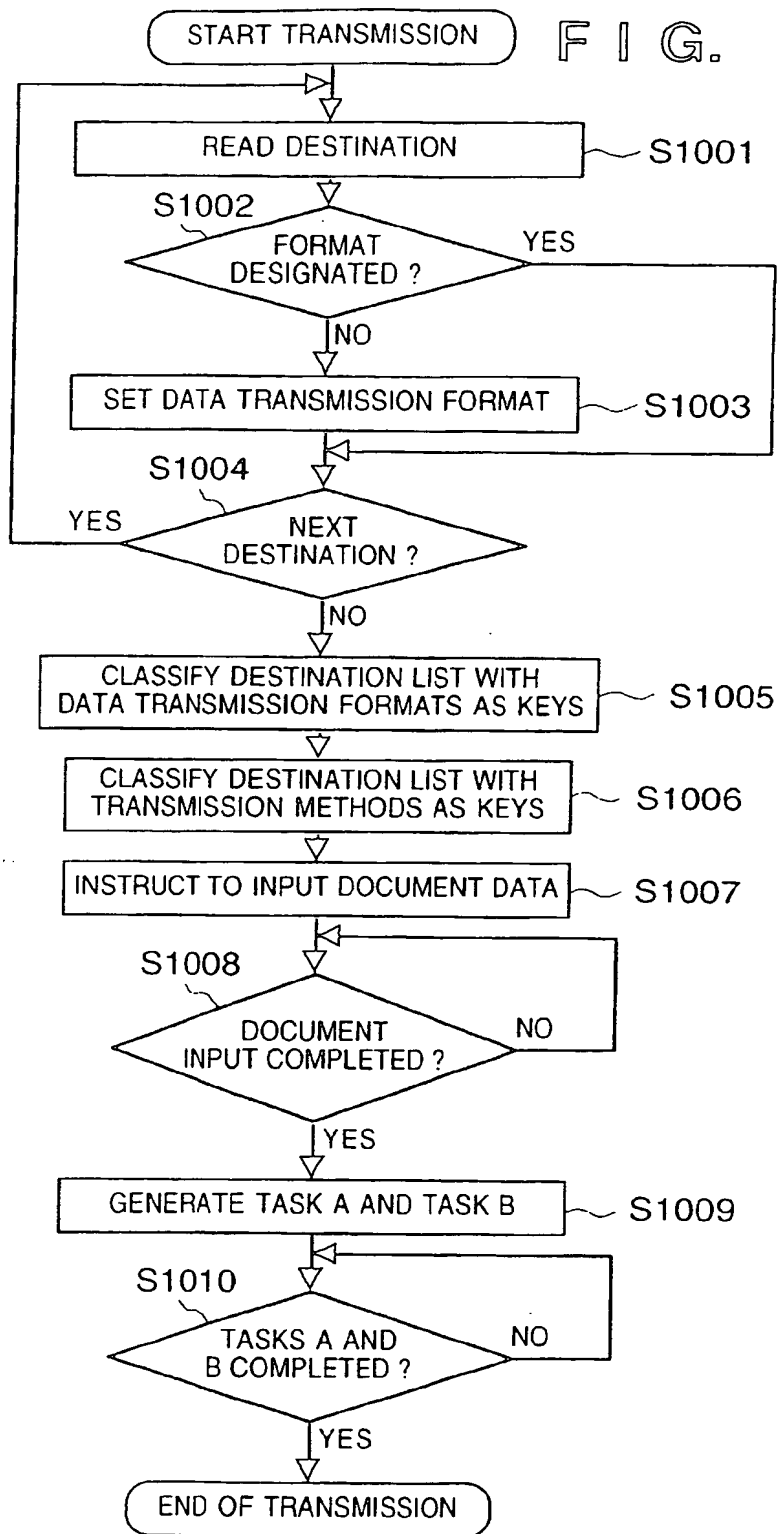 START TRANSMISSION
F I G.
READ DESTINATION
S1001
S1002
FORMAT
DESIGNATED ?
YES
NO
SET DATA TRANSMISSION FORMAT
S1003
S1004
YES
NEXT
DESTINATION ?
NO
CLASSIFY DESTINATION LIST WITH
DATA TRANSMISSION FORMATS AS KEYS
S1005
CLASSIFY DESTINATION LIST WITH
TRANSMISSION METHODS AS KEYS
S1006
INSTRUCT TO INPUT DOCUMENT DATA
S1007
S1008
DOCUMENT
INPUT COMPLETED ?
NO
YES
GENERATE TASK A AND TASK B
S1009
S1010
TASKS A AND
B COMPLETED ?
NO
YES
END OF TRANSMISSION